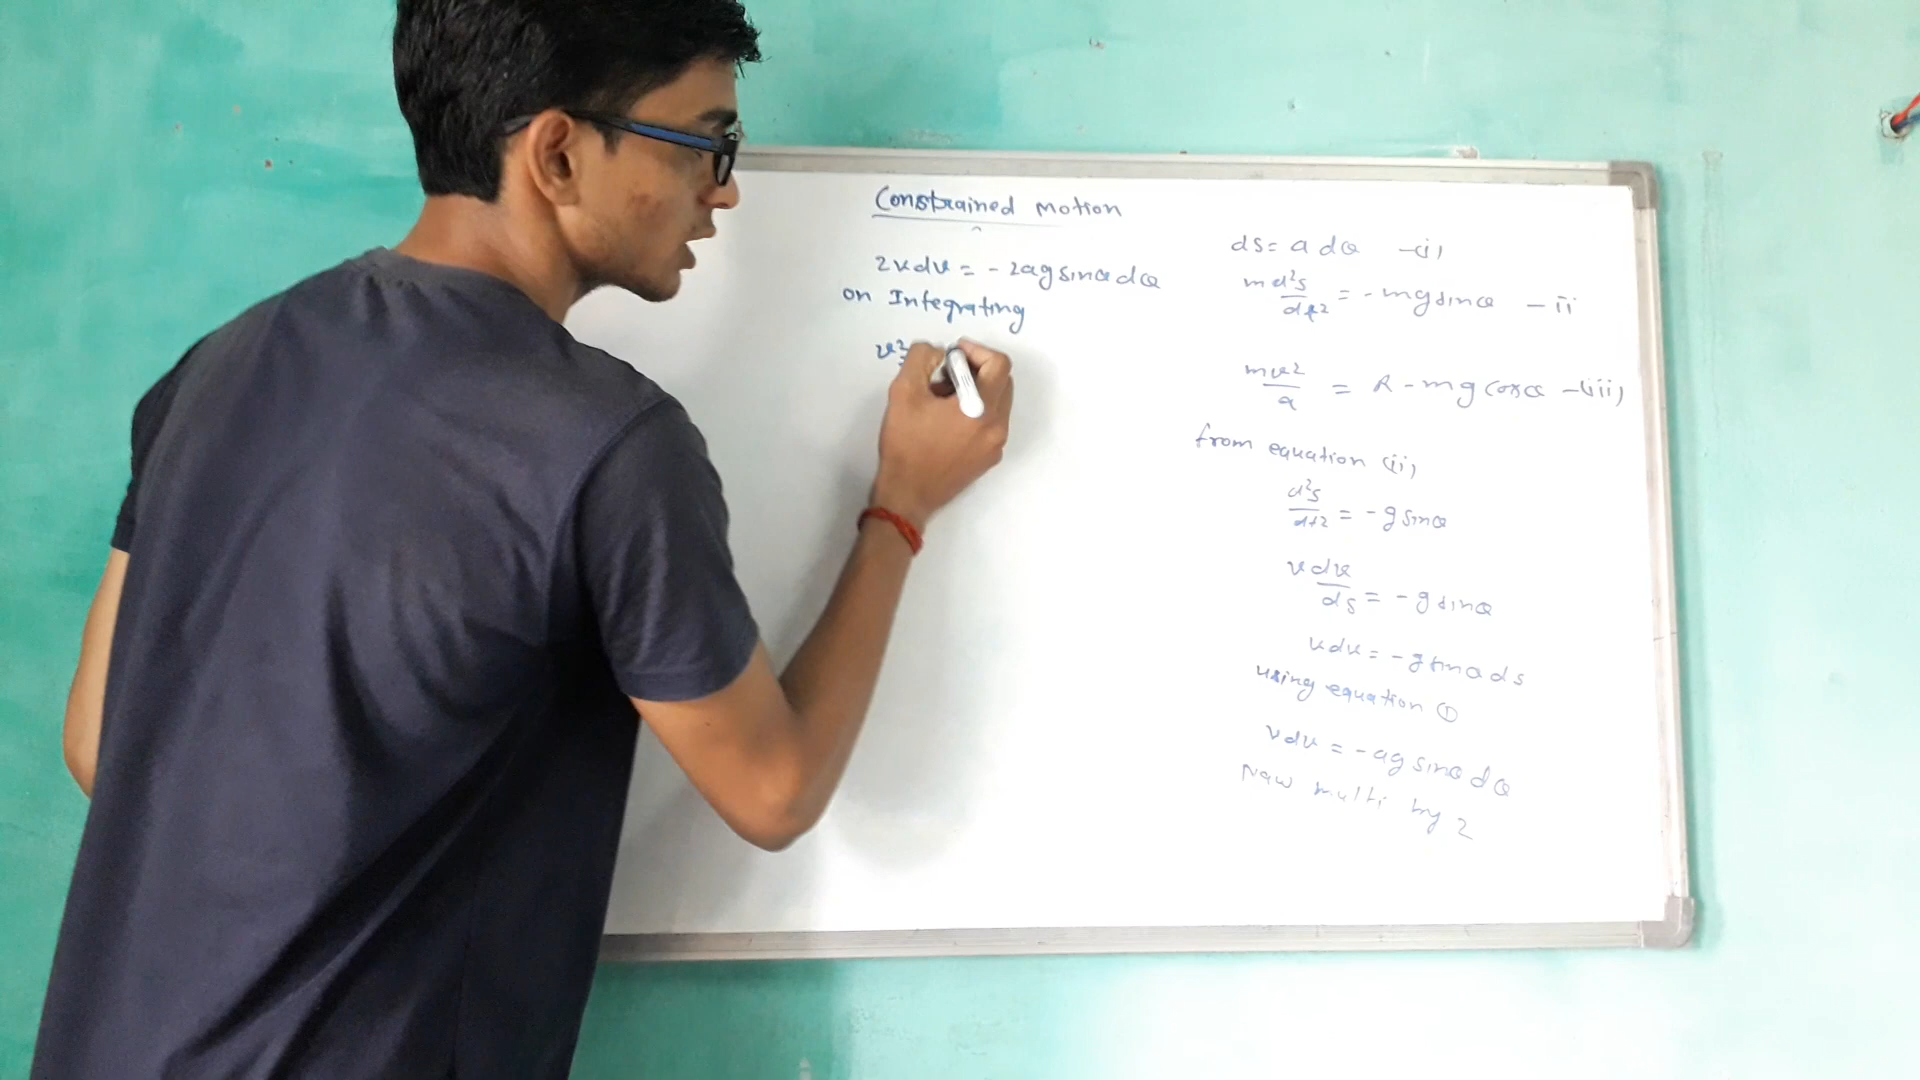 Constrained Motion
2vdv = - 2ag sinθ dθ
on Integrating
v²
ds = a dθ -(i)
m d²s/dt² = - mg sinθ - ii
mv²/a = R - mg cosθ -(iii)
from equation (ii)
d²s/dt² = - g sinθ
v dv/ds = - g sinθ
vdv = - g sinθ ds
using equation ①
vdv = - ag sinθ dθ
Now multi by 2